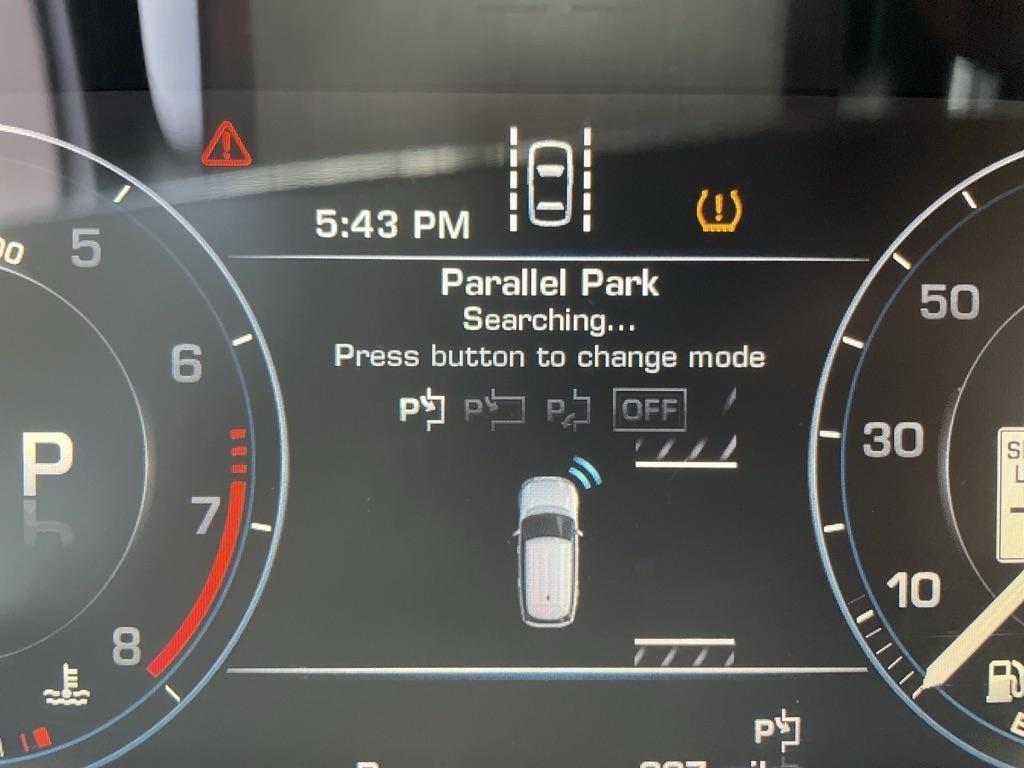 5:43 PM
Parallel Park
Searching...
Press button to change mode
P P P OFF
5
6
7
8
P
50
30
10
P